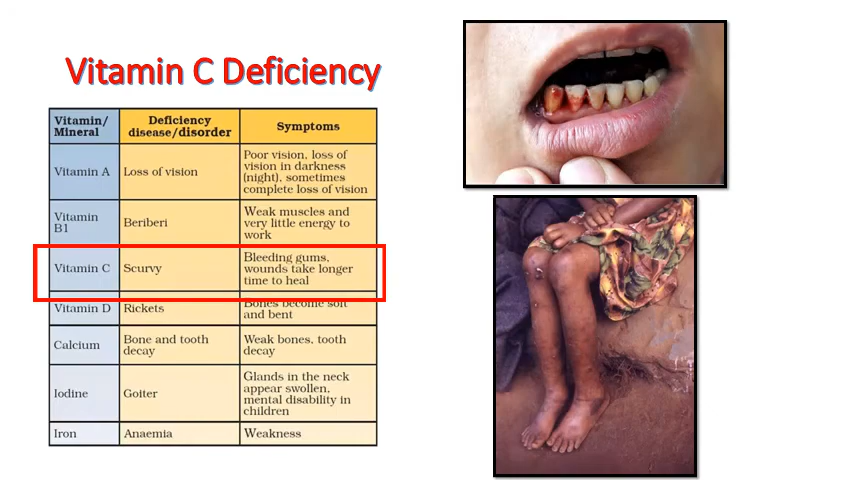 Vitamin C Deficiency
Vitamin/
Mineral
Deficiency
disease/disorder
Symptoms
Vitamin A
Loss of vision
Poor vision, loss of
vision in darkness
(night), sometimes
complete loss of vision
Vitamin
B1
Beriberi
Weak muscles and
very little energy to
work
Vitamin C
Scurvy
Bleeding gums,
wounds take longer
time to heal
Vitamin D
Rickets
Bones become soft
and bent
Calcium
Bone and tooth
decay
Weak bones, tooth
decay
Iodine
Goiter
Glands in the neck
appear swollen,
mental disability in
children
Iron
Anaemia
Weakness